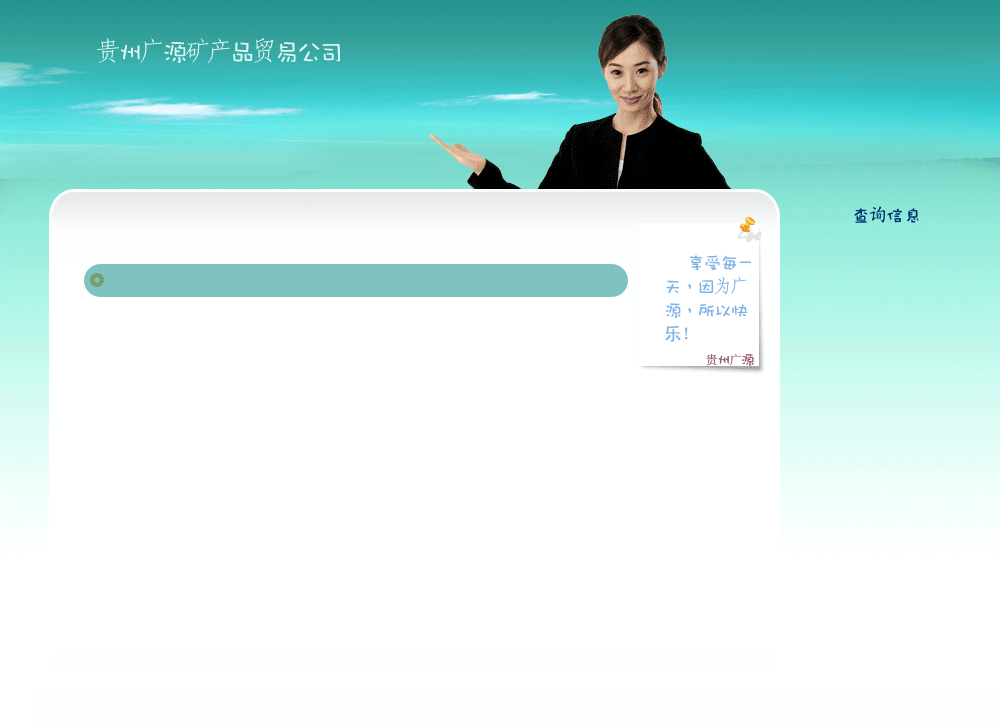 贵州广源矿产品贸易公司
查询信息
享受每一
天，因为广
源，所以快
乐!
贵州广源